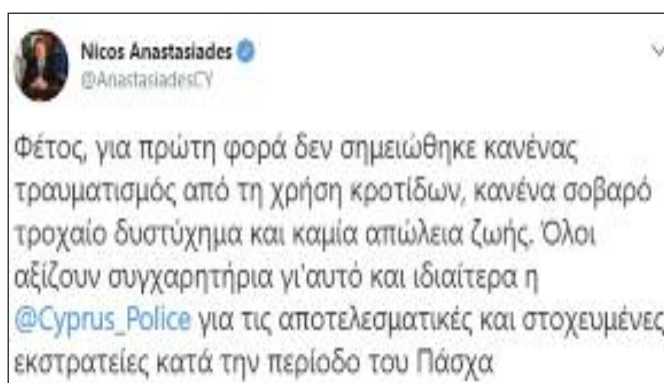 Nicos Anastasiades
@AnastasiadesCY
Φέτος, για πρώτη φορά δεν σημειώθηκε κανένας
τραυματισμός από τη χρήση κροτίδων, κανένα σοβαρό
τροχαίο δυστύχημα και καμία απώλεια ζωής. Όλοι
αξίζουν συγχαρητήρια γι'αυτό και ιδιαίτερα η
@Cyprus_Police για τις αποτελεσματικές και στοχευμένες
εκστρατείες κατά την περίοδο του Πάσχα